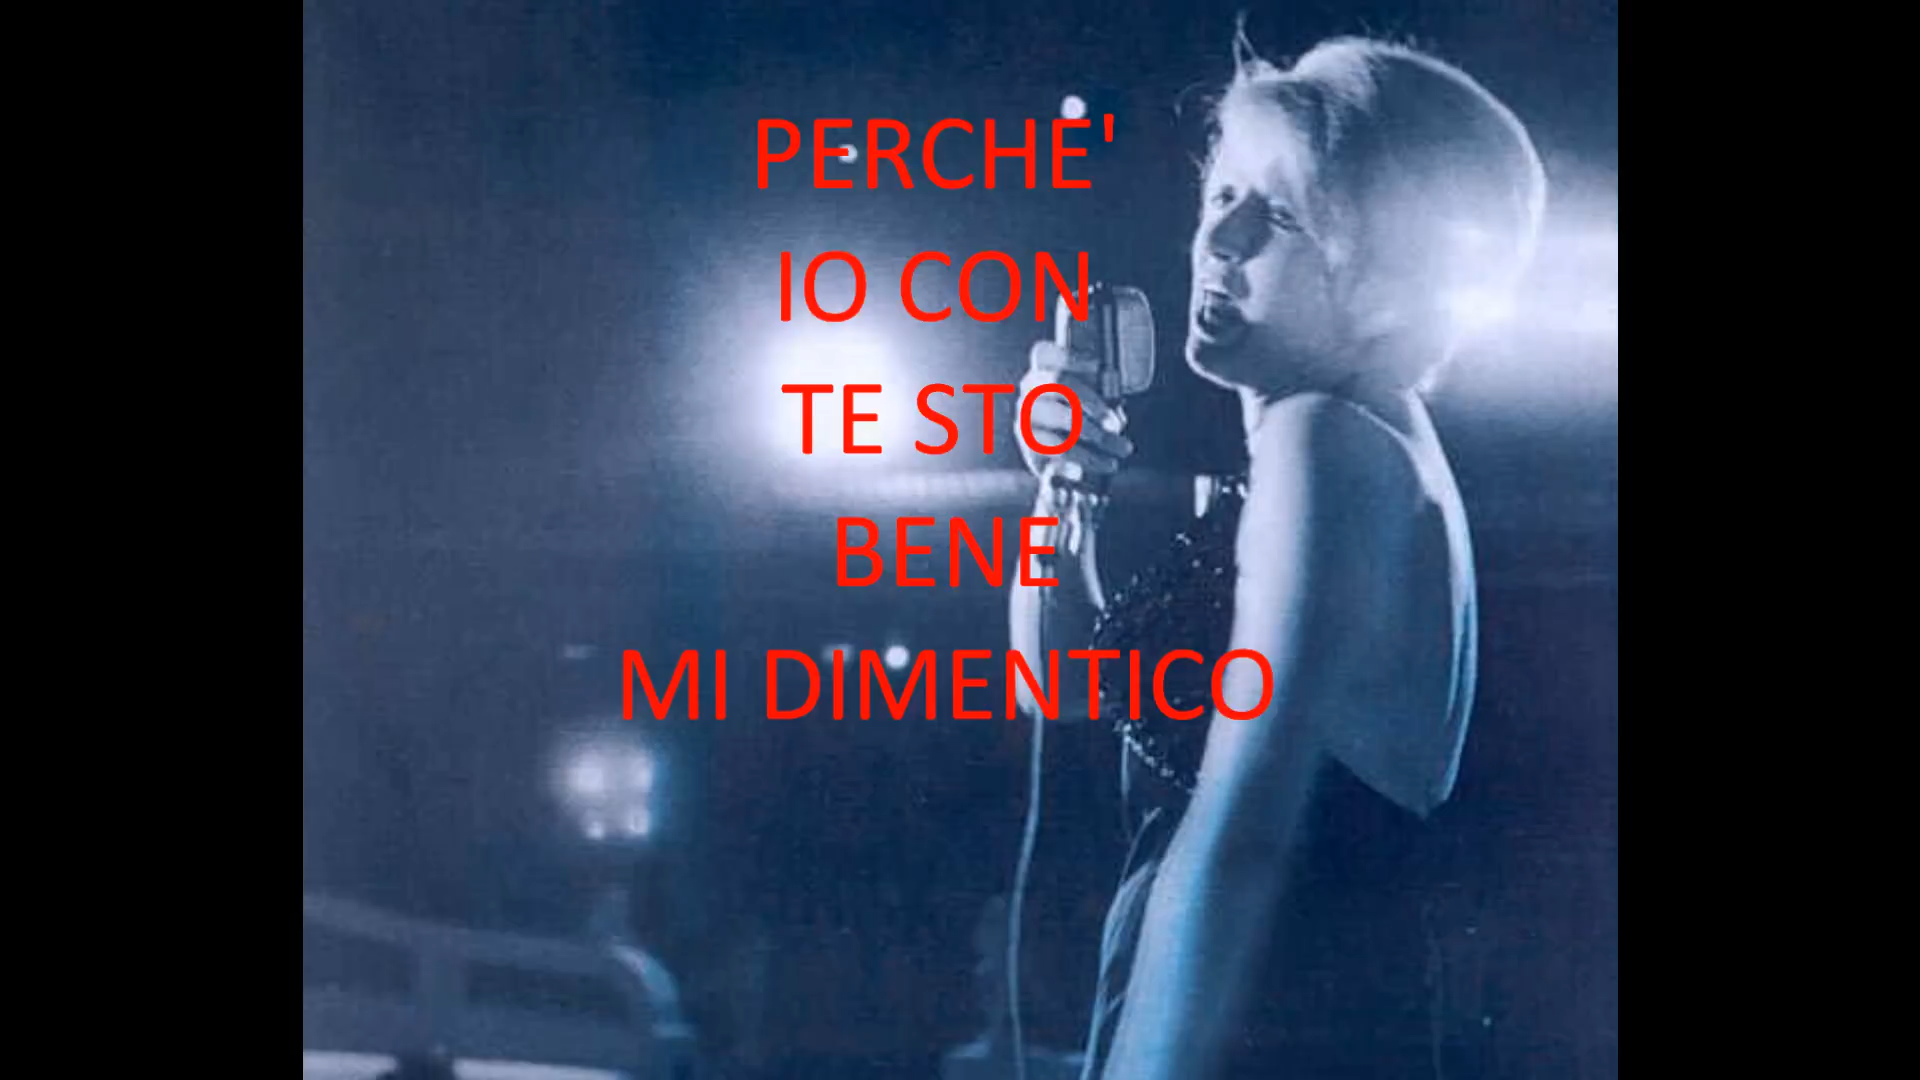 PERCHE'
IO CON
TE STO
BENE
MI DIMENTICO